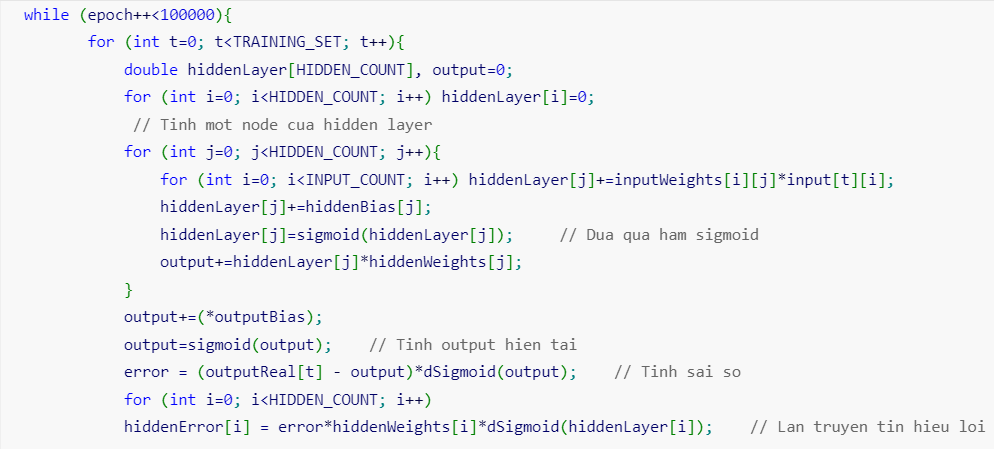 while (epoch++<100000){
for (int t=0; t<TRAINING_SET; t++){
double hiddenLayer[HIDDEN_COUNT], output=0;
for (int i=0; i<HIDDEN_COUNT; i++) hiddenLayer[i]=0;
// Tinh mot node cua hidden layer
for (int j=0; j<HIDDEN_COUNT; j++){
for (int i=0; i<INPUT_COUNT; i++) hiddenLayer[j]+=inputWeights[i][j]*input[t][i];
hiddenLayer[j]+=hiddenBias[j];
hiddenLayer[j]=sigmoid(hiddenLayer[j]); // Dua qua ham sigmoid
output+=hiddenLayer[j]*hiddenWeights[j];
}
output+=(*outputBias);
output=sigmoid(output); // Tinh output hien tai
error = (outputReal[t] - output)*dSigmoid(output); // Tinh sai so
for (int i=0; i<HIDDEN_COUNT; i++)
hiddenError[i] = error*hiddenWeights[i]*dSigmoid(hiddenLayer[i]); // Lan truyen tin hieu loi